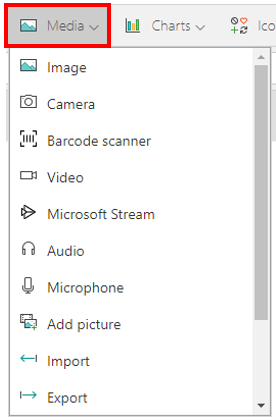 Media Charts Ico
Image
Camera
Barcode scanner
Video
Microsoft Stream
Audio
Microphone
Add picture
Import
Export